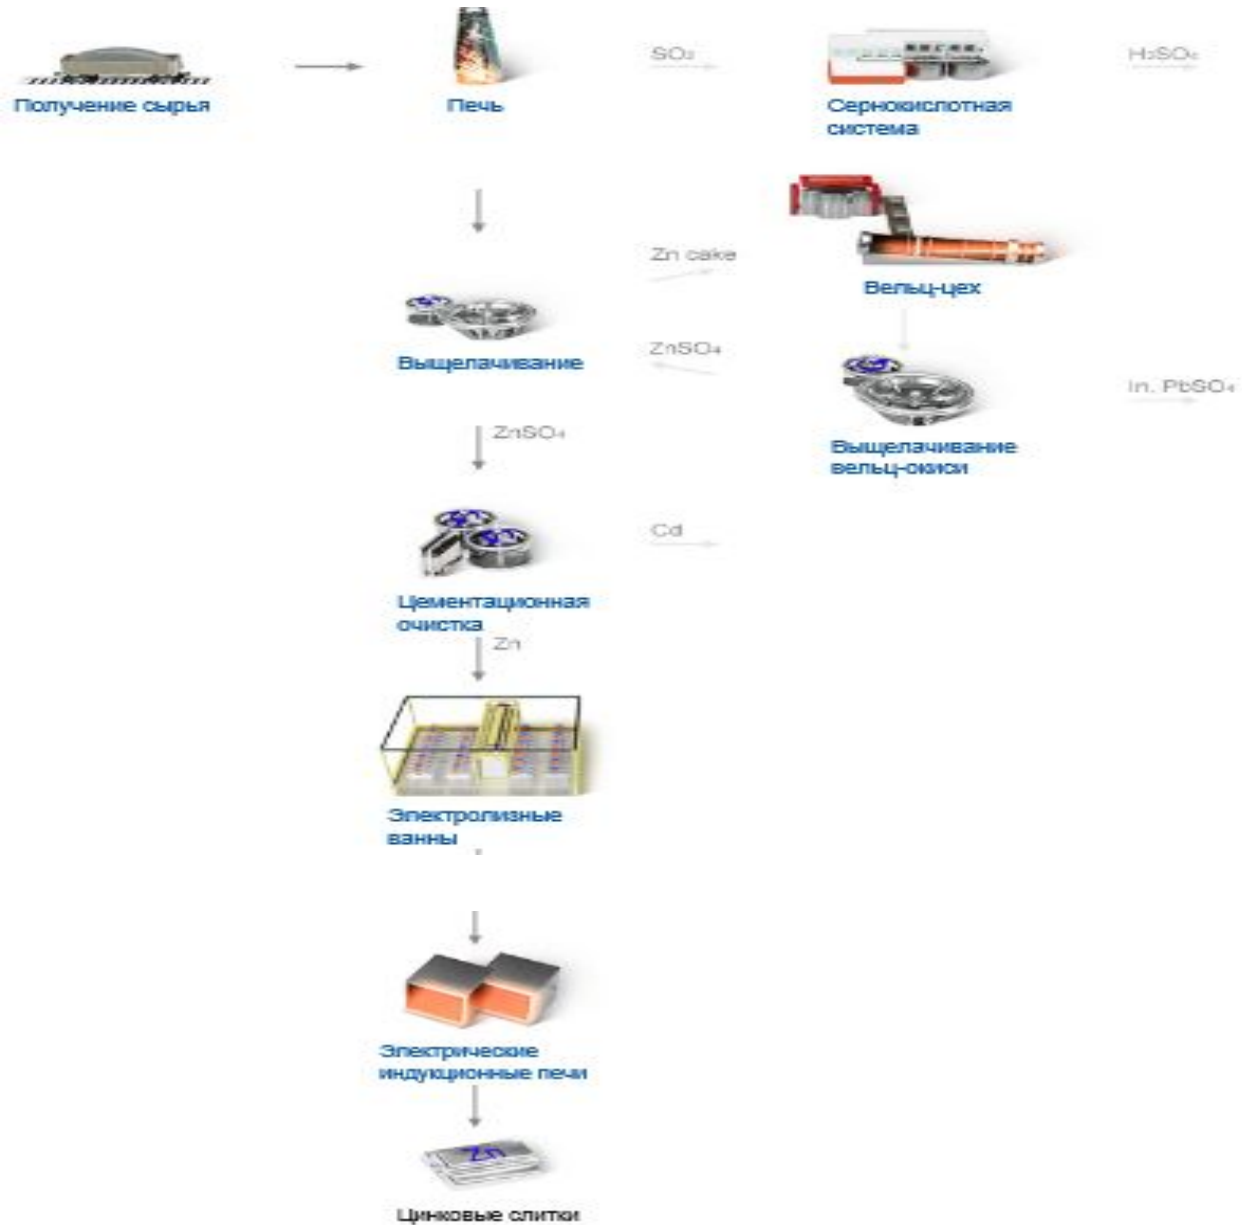 SO₂
H₂SO₄
Получение сырья
Печь
Сернокислотная
система
Zn cake
Вельц-цех
ZnSO₄
Выщелачивание
In. PbSO₄
ZnSO₄
Выщелачивание
вельц-окиси
Cd
Цементационная
очистка
Zn
Электролизные
ванны
Электрические
индукционные печи
Zn
Цинковые слитки